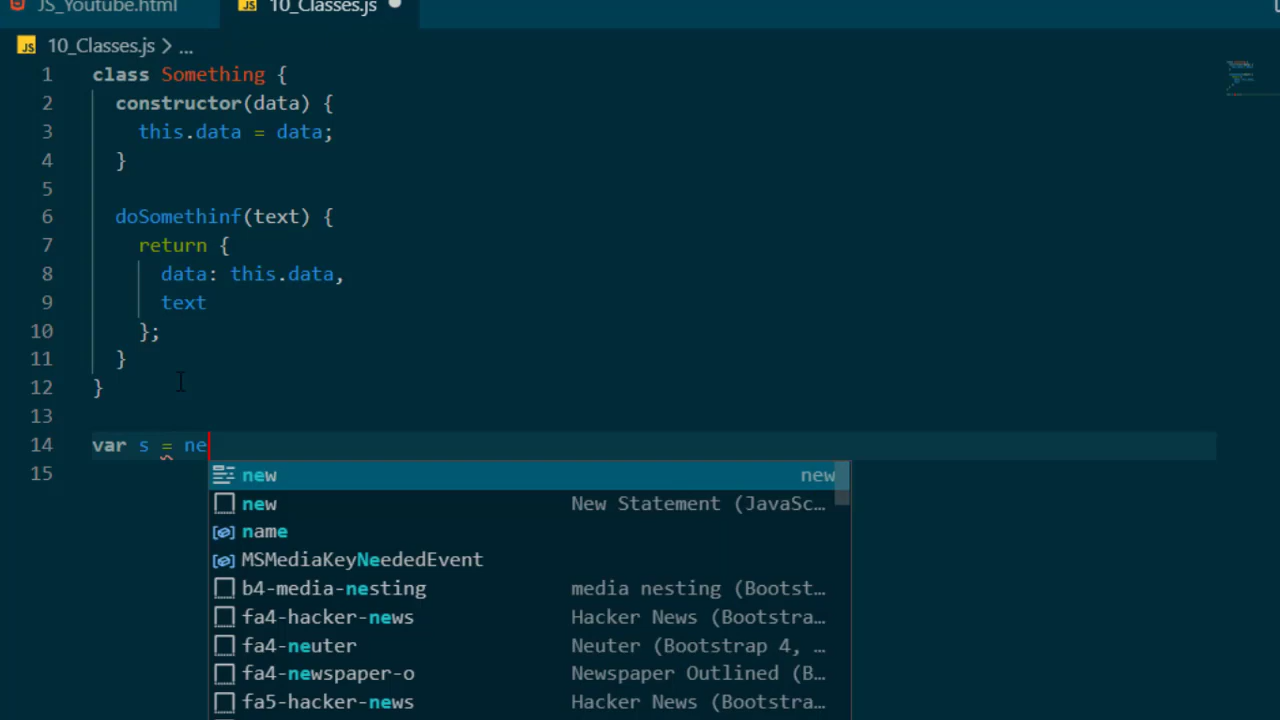 JS_Youtube.html JS 10_Classes.js
JS 10_Classes.js > ...
1 class Something {
2 constructor(data) {
3 this.data = data;
4 }
5
6 doSomethinf(text) {
7 return {
8 data: this.data,
9 text
10 };
11 }
12 }
13
14 var s = ne
15
new new
new New Statement (JavaSc...
name
MSMediaKeyNeededEvent
b4-media-nesting media nesting (Bootst...
fa4-hacker-news Hacker News (Bootstra...
fa4-neuter Neuter (Bootstrap 4, ...
fa4-newspaper-o Newspaper Outlined (B...
fa5-hacker-news Hacker News (Bootstra...